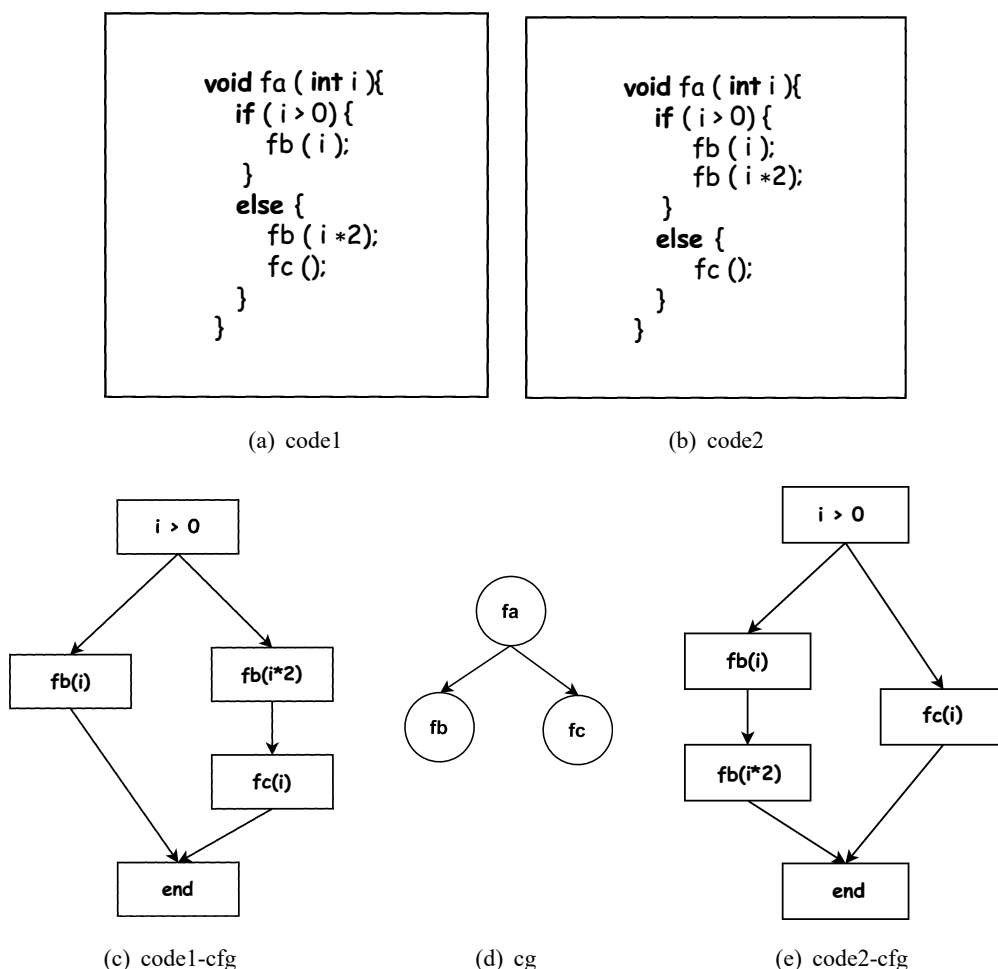 void fa ( int i ){
if ( i > 0) {
fb ( i );
}
else {
fb ( i *2);
fc ();
}
}
void fa ( int i ){
if ( i > 0) {
fb ( i );
fb ( i *2);
}
else {
fc ();
}
}
(a) code1
(b) code2
i > 0
fb(i)
fb(i*2)
fc(i)
end
fa
fb
fc
i > 0
fb(i)
fc(i)
fb(i*2)
end
(c) code1-cfg
(d) cg
(e) code2-cfg